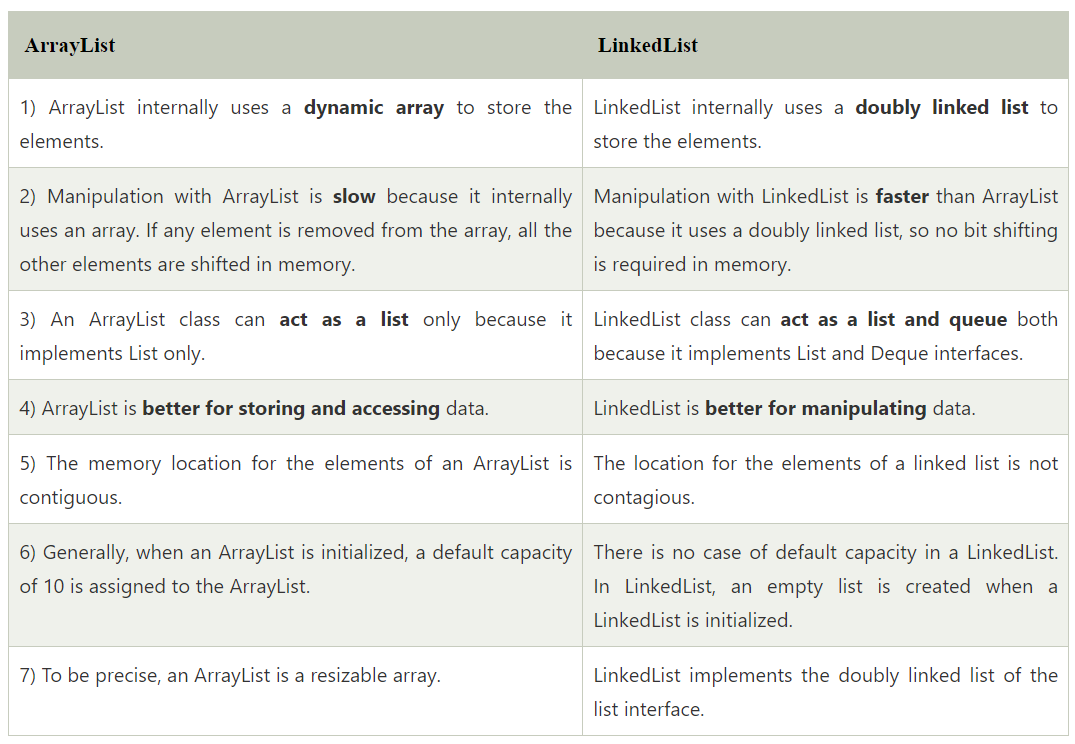 ArrayList
LinkedList
1) ArrayList internally uses a dynamic array to store the
elements.
LinkedList internally uses a doubly linked list to
store the elements.
2) Manipulation with ArrayList is slow because it internally
uses an array. If any element is removed from the array, all the
other elements are shifted in memory.
Manipulation with LinkedList is faster than ArrayList
because it uses a doubly linked list, so no bit shifting
is required in memory.
3) An ArrayList class can act as a list only because it
implements List only.
LinkedList class can act as a list and queue both
because it implements List and Deque interfaces.
4) ArrayList is better for storing and accessing data.
LinkedList is better for manipulating data.
5) The memory location for the elements of an ArrayList is
contiguous.
The location for the elements of a linked list is not
contagious.
6) Generally, when an ArrayList is initialized, a default capacity
of 10 is assigned to the ArrayList.
There is no case of default capacity in a LinkedList.
In LinkedList, an empty list is created when a
LinkedList is initialized.
7) To be precise, an ArrayList is a resizable array.
LinkedList implements the doubly linked list of the
list interface.